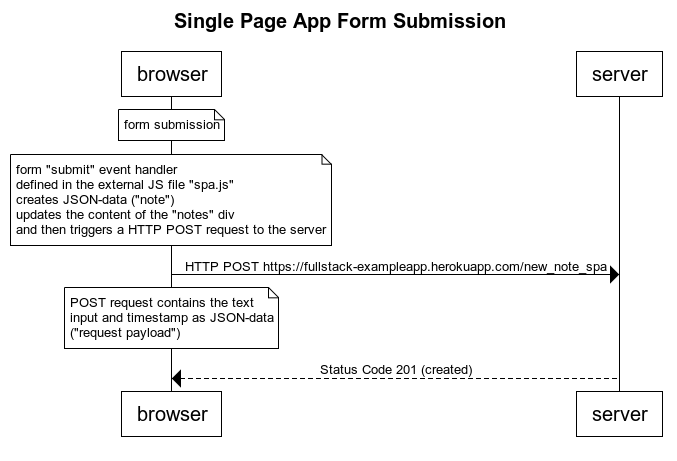 Single Page App Form Submission
browser
server
form submission
form "submit" event handler
defined in the external JS file "spa.js"
creates JSON-data ("note")
updates the content of the "notes" div
and then triggers a HTTP POST request to the server
HTTP POST https://fullstack-exampleapp.herokuapp.com/new_note_spa
POST request contains the text
input and timestamp as JSON-data
("request payload")
Status Code 201 (created)
browser
server